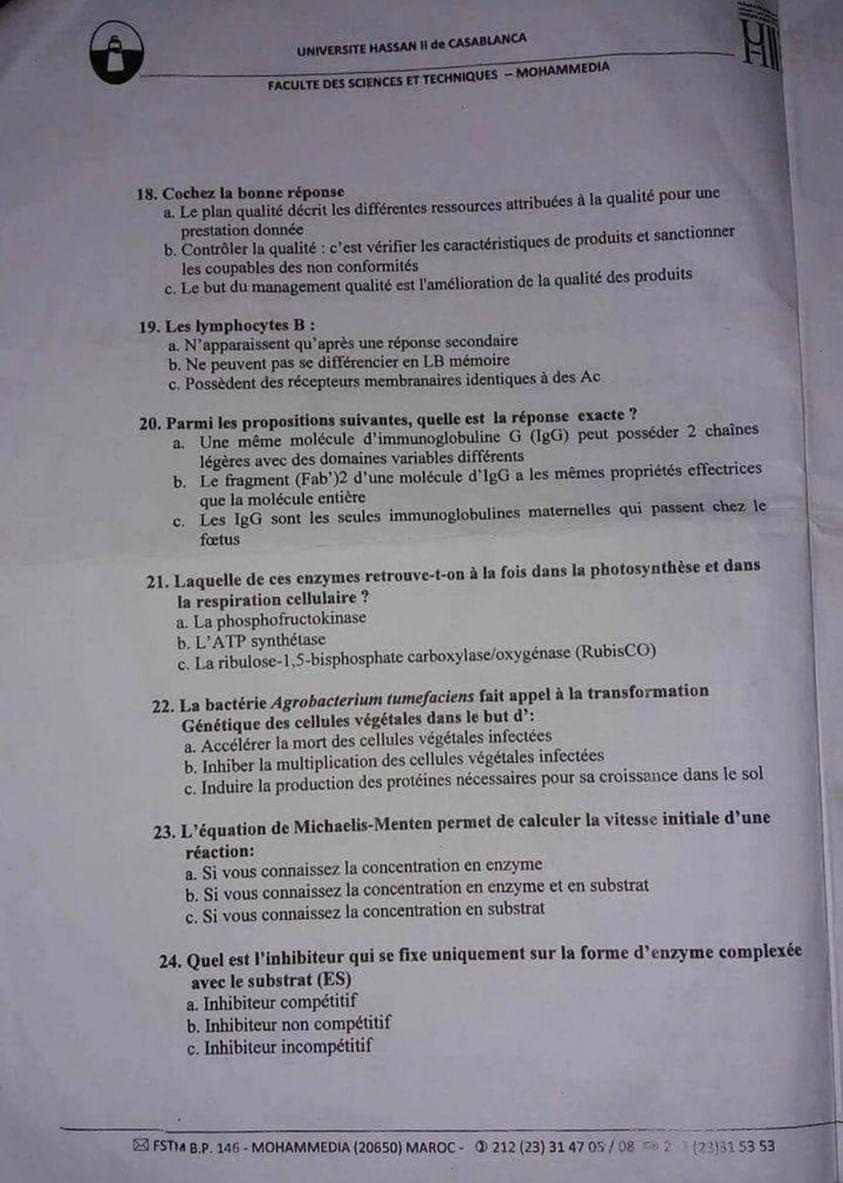 UNIVERSITE HASSAN II de CASABLANCA
FACULTE DES SCIENCES ET TECHNIQUES – MOHAMMEDIA
18. Cochez la bonne réponse
a. Le plan qualité décrit les différentes ressources attribuées à la qualité pour une
prestation donnée
b. Contrôler la qualité : c'est vérifier les caractéristiques de produits et sanctionner
les coupables des non conformités
c. Le but du management qualité est l'amélioration de la qualité des produits
19. Les lymphocytes B :
a. N'apparaissent qu'après une réponse secondaire
b. Ne peuvent pas se différencier en LB mémoire
c. Possèdent des récepteurs membranaires identiques à des Ac
20. Parmi les propositions suivantes, quelle est la réponse exacte ?
a. Une même molécule d'immunoglobuline G (IgG) peut posséder 2 chaînes
légères avec des domaines variables différents
b. Le fragment (Fab')2 d'une molécule d'IgG a les mêmes propriétés effectrices
que la molécule entière
c. Les IgG sont les seules immunoglobulines maternelles qui passent chez le
fœtus
21. Laquelle de ces enzymes retrouve-t-on à la fois dans la photosynthèse et dans
la respiration cellulaire ?
a. La phosphofructokinase
b. L'ATP synthétase
c. La ribulose-1,5-bisphosphate carboxylase/oxygénase (RubisCO)
22. La bactérie Agrobacterium tumefaciens fait appel à la transformation
Génétique des cellules végétales dans le but d':
a. Accélérer la mort des cellules végétales infectées
b. Inhiber la multiplication des cellules végétales infectées
c. Induire la production des protéines nécessaires pour sa croissance dans le sol
23. L'équation de Michaelis-Menten permet de calculer la vitesse initiale d'une
réaction:
a. Si vous connaissez la concentration en enzyme
b. Si vous connaissez la concentration en enzyme et en substrat
c. Si vous connaissez la concentration en substrat
24. Quel est l'inhibiteur qui se fixe uniquement sur la forme d'enzyme complexée
avec le substrat (ES)
a. Inhibiteur compétitif
b. Inhibiteur non compétitif
c. Inhibiteur incompétitif
FSTM B.P. 146 - MOHAMMEDIA (20650) MAROC - 212 (23) 31 47 05 / 08 (23)31 53 53